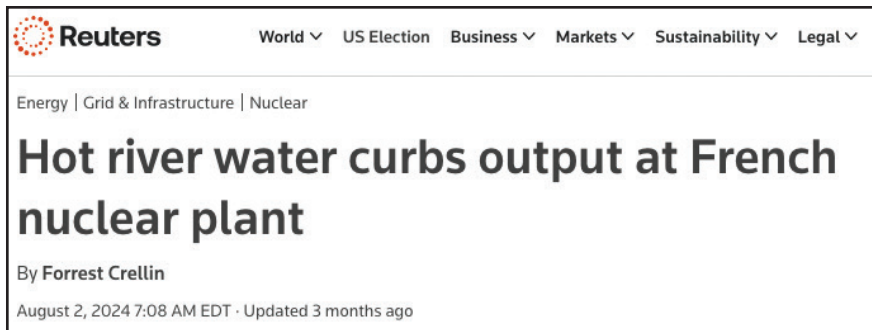 Reuters World US Election Business Markets Sustainability Legal
Energy | Grid & Infrastructure | Nuclear
Hot river water curbs output at French
nuclear plant
By Forrest Crellin
August 2, 2024 7:08 AM EDT · Updated 3 months ago